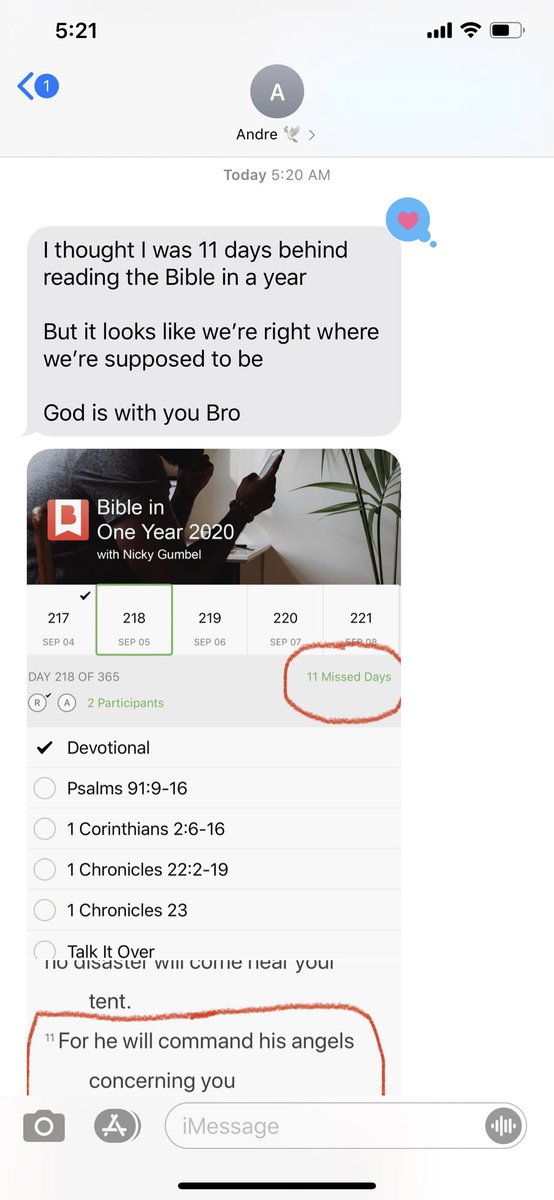 5:21
1
A
Andre 🕊️ >
Today 5:20 AM
I thought I was 11 days behind
reading the Bible in a year
But it looks like we’re right where
we’re supposed to be
God is with you Bro
B
Bible in
One Year 2020
with Nicky Gumbel
217 218 219 220 221
SEP 04 SEP 05 SEP 06 SEP 07 SEP 08
DAY 218 OF 365 11 Missed Days
R A 2 Participants
Devotional
Psalms 91:9-16
1 Corinthians 2:6-16
1 Chronicles 22:2-19
1 Chronicles 23
Talk It Over
no disaster will come near your
tent.
11 For he will command his angels
concerning you
iMessage